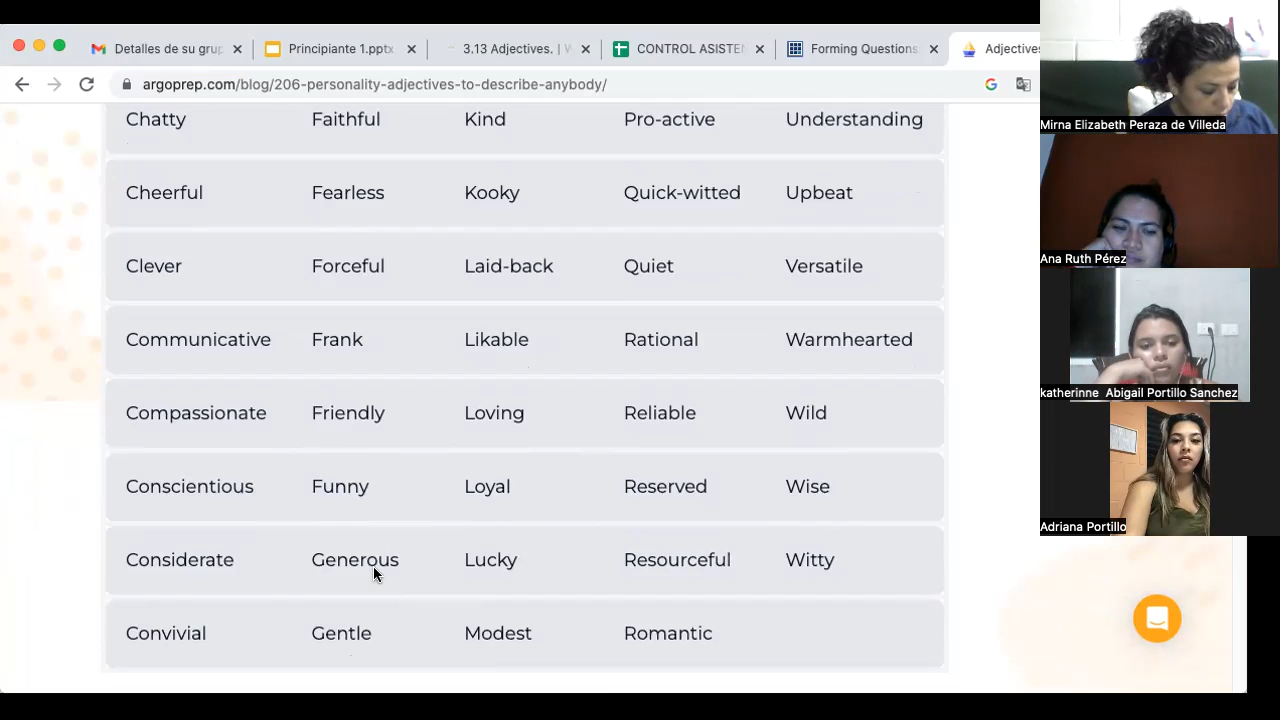 Detalles de su gru
Principiante 1.pptx
3.13 Adjectives. | W
CONTROL ASISTEN
Forming Questions
Adjectives
argoprep.com/blog/206-personality-adjectives-to-describe-anybody/
Chatty Faithful Kind Pro-active Understanding
Cheerful Fearless Kooky Quick-witted Upbeat
Clever Forceful Laid-back Quiet Versatile
Communicative Frank Likable Rational Warmhearted
Compassionate Friendly Loving Reliable Wild
Conscientious Funny Loyal Reserved Wise
Considerate Generous Lucky Resourceful Witty
Convivial Gentle Modest Romantic
Mirna Elizabeth Peraza de Villeda
Ana Ruth Pérez
katherinne Abigail Portillo Sanchez
Adriana Portillo